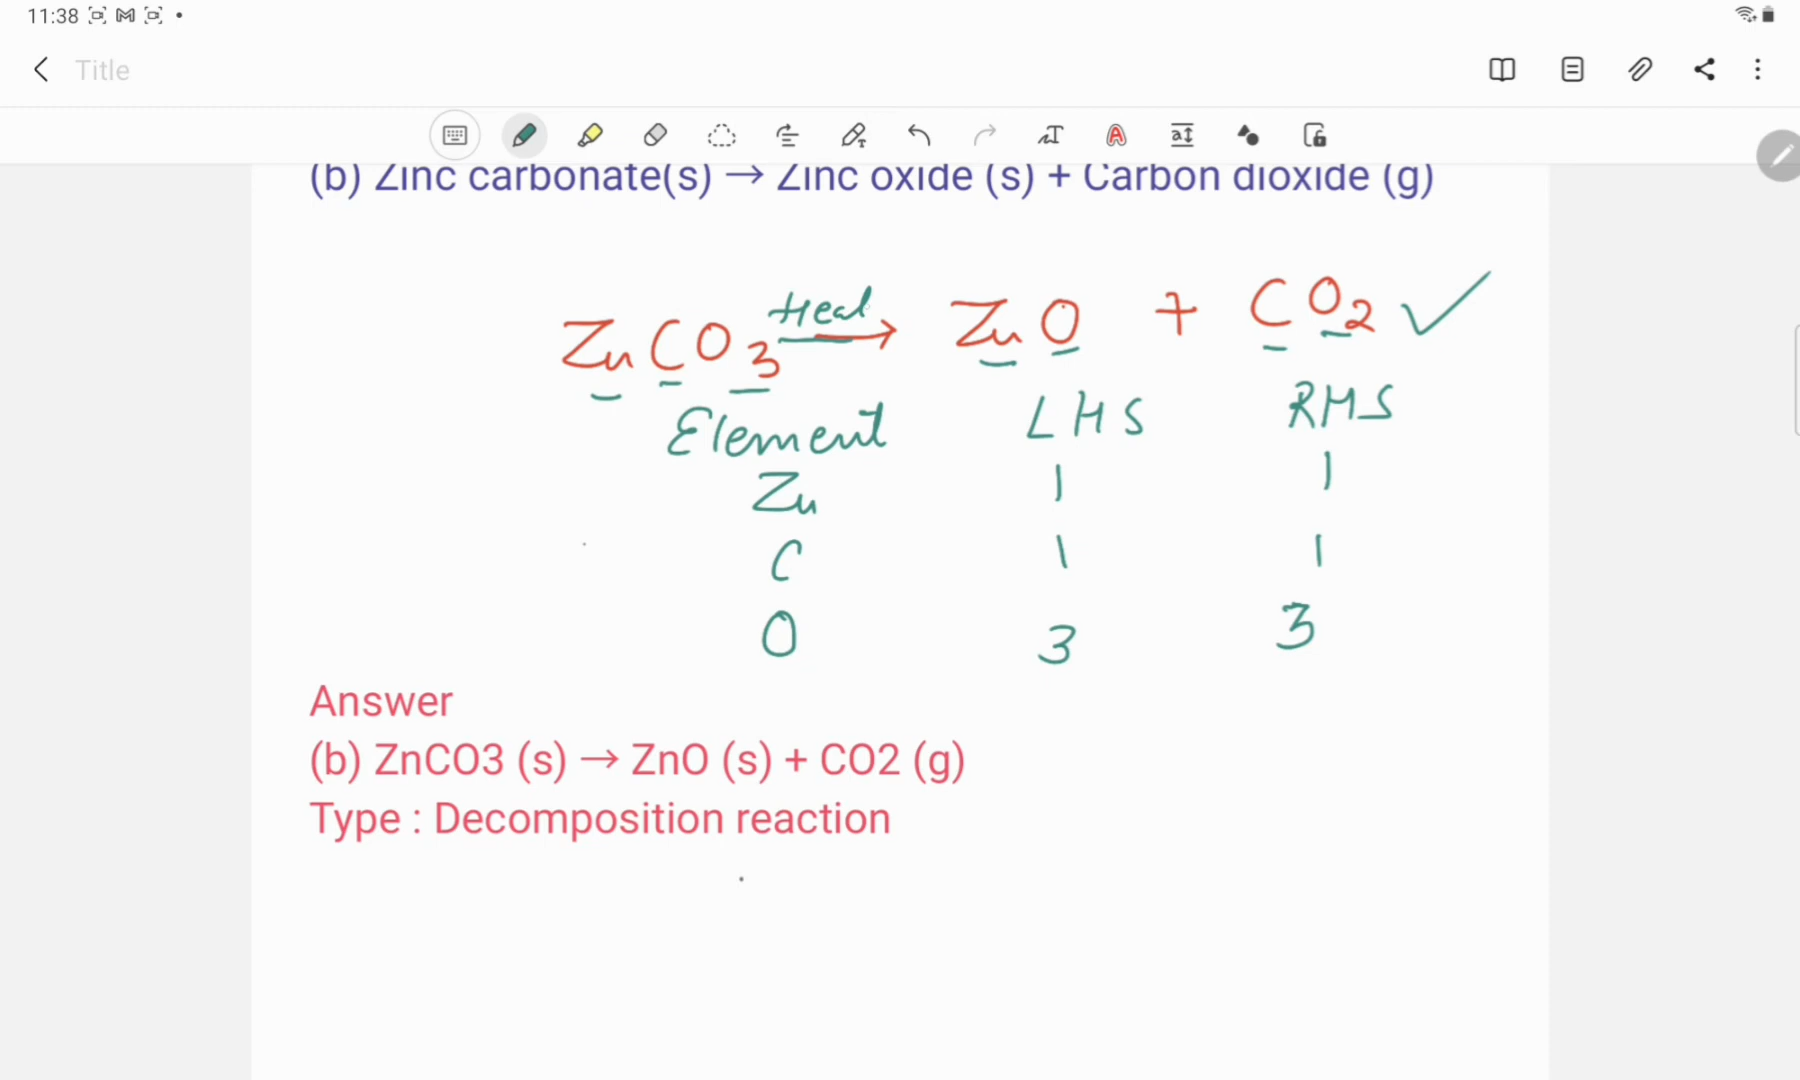 11:38
Title
(b) Zinc carbonate(s) → Zinc oxide (s) + Carbon dioxide (g)
ZnCO3 Heat → ZnO + CO2 ✓
Element LHS RHS
Zn 1 1
C 1 1
O 3 3
Answer
(b) ZnCO3 (s) → ZnO (s) + CO2 (g)
Type : Decomposition reaction